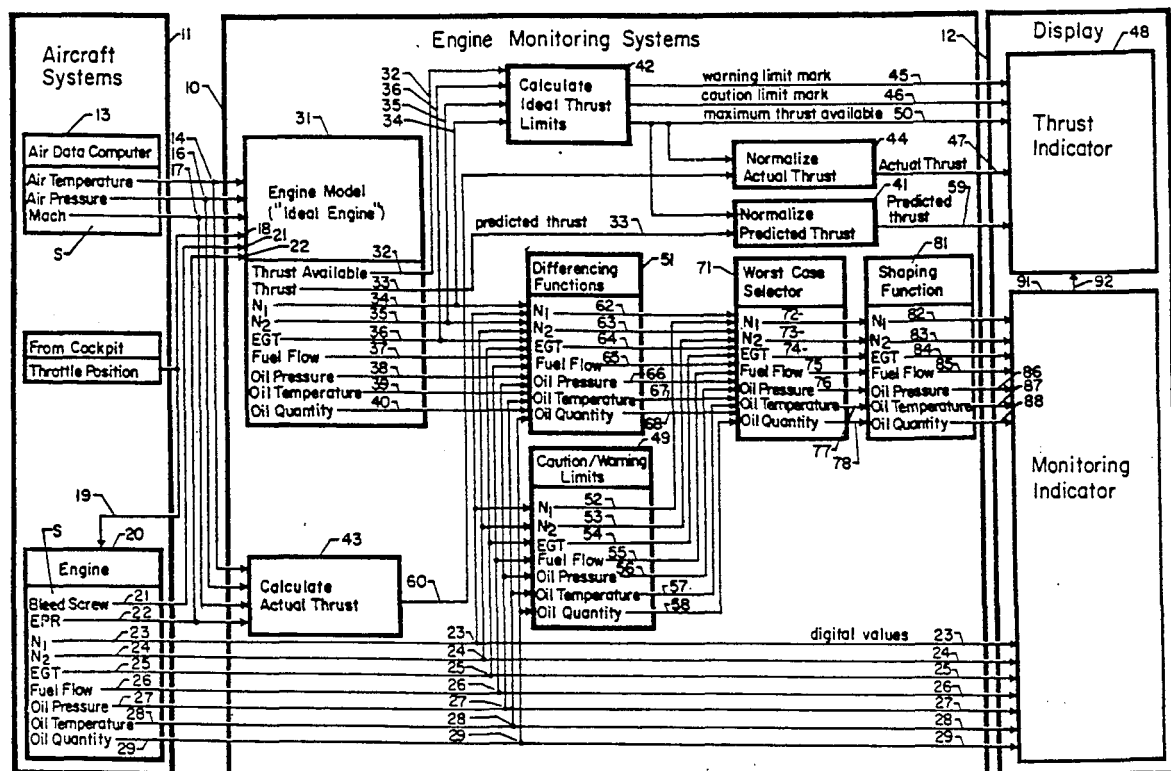 Aircraft
Systems
11
13
Air Data Computer
Air Temperature
Air Pressure
Mach
S
14
16
17
From Cockpit
Throttle Position
19
S
20
Engine
Bleed Screw 21
EPR 22
N1 23
N2 24
EGT 25
Fuel Flow 26
Oil Pressure 27
Oil Temperature 28
Oil Quantity 29
10
Engine Monitoring Systems
12
31
Engine Model
("Ideal Engine")
18
21
22
Thrust Available 32
Thrust 33
N1 34
N2 35
EGT 36
Fuel Flow 37
Oil Pressure 38
Oil Temperature 39
Oil Quantity 40
32
36
35
34
42
Calculate
Ideal Thrust
Limits
warning limit mark 45
caution limit mark 46
maximum thrust available 50
44
Normalize
Actual Thrust
Actual Thrust
47
41
Normalize
Predicted Thrust
Predicted
thrust
59
predicted thrust 33
51
Differencing
Functions
N1 62
N2 63
EGT 64
Fuel Flow 65
Oil Pressure 66
Oil Temperature 67
Oil Quantity 68
71
Worst Case
Selector
N1 72
N2 73
EGT 74
Fuel Flow 75
Oil Pressure 76
Oil Temperature 77
Oil Quantity 78
81
Shaping
Function
N1 82
N2 83
EGT 84
Fuel Flow 85
Oil Pressure 86
Oil Temperature 87
Oil Quantity 88
49
Caution/Warning
Limits
N1 52
N2 53
EGT 54
Fuel Flow 55
Oil Pressure 56
Oil Temperature 57
Oil Quantity 58
43
Calculate
Actual Thrust
60
23
24
25
26
27
28
29
digital values 23
24
25
26
27
28
29
Display
48
Thrust
Indicator
91
92
Monitoring
Indicator